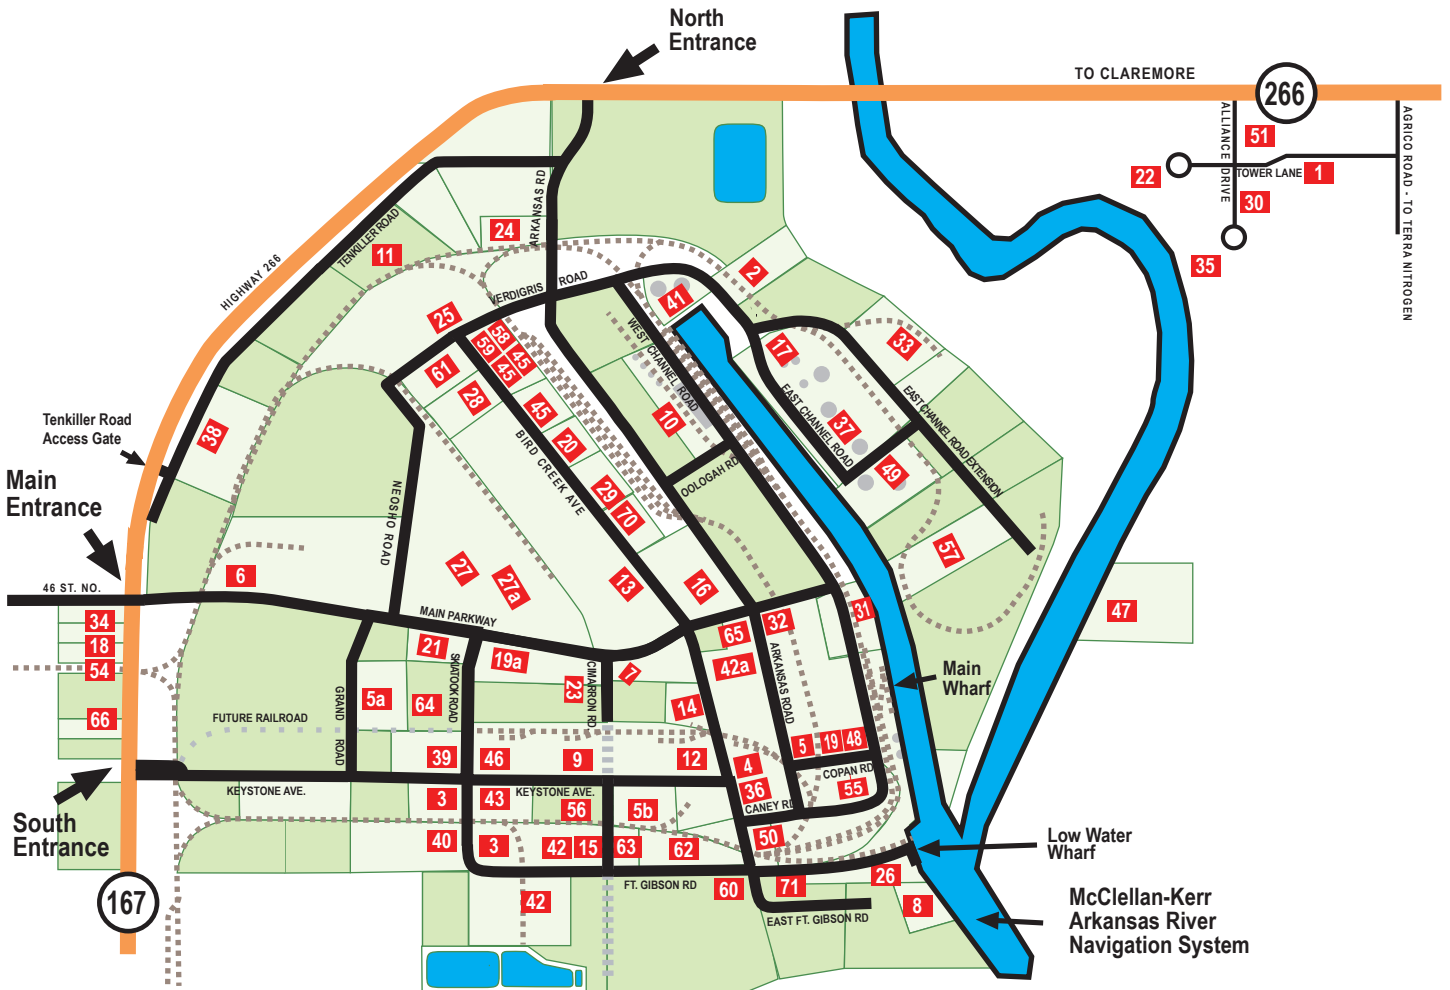 North
Entrance
TO CLAREMORE
266
ALLIANCE DRIVE
51
22
TOWER LANE
1
30
35
AGRICO ROAD - TO TERRA NITROGEN
ARKANSAS RD
24
TENKILLER ROAD
11
HIGHWAY 266
VERDIGRIS ROAD
2
41
25
58
59
45
45
61
28
45
WEST CHANNEL ROAD
17
33
EAST CHANNEL ROAD
EAST CHANNEL ROAD EXTENSION
37
49
10
20
BIRD CREEK AVE
OOLOGAH RD
29
70
Tenkiller Road
Access Gate
38
Main
Entrance
NEOSHO ROAD
57
46 ST. NO.
6
27
27a
13
16
MAIN PARKWAY
31
32
47
34
18
54
66
21
SKIATOOK ROAD
19a
CIMARRON RD
23
7
65
42a
ARKANSAS ROAD
Main
Wharf
5a
64
14
GRAND ROAD
FUTURE RAILROAD
39
46
9
12
5
19
48
4
COPAN RD
36
55
KEYSTONE AVE.
3
43
KEYSTONE AVE.
56
5b
CANEY RD
South
Entrance
40
3
42
15
63
62
50
Low Water
Wharf
FT. GIBSON RD
60
71
26
167
42
EAST FT. GIBSON RD
8
McClellan-Kerr
Arkansas River
Navigation System